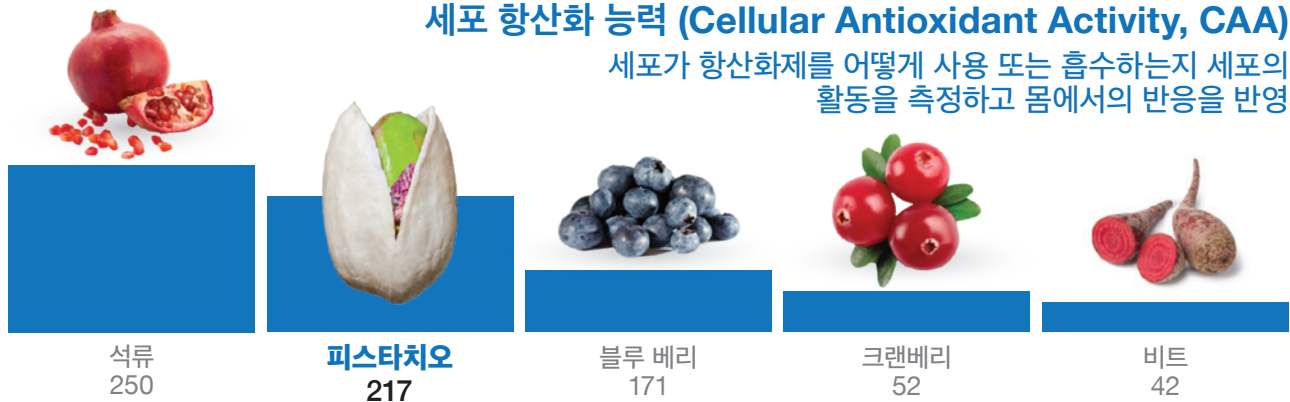 세포 항산화 능력 (Cellular Antioxidant Activity, CAA)
세포가 항산화제를 어떻게 사용 또는 흡수하는지 세포의
활동을 측정하고 몸에서의 반응을 반영
석류
250
피스타치오
217
블루 베리
171
크랜베리
52
비트
42